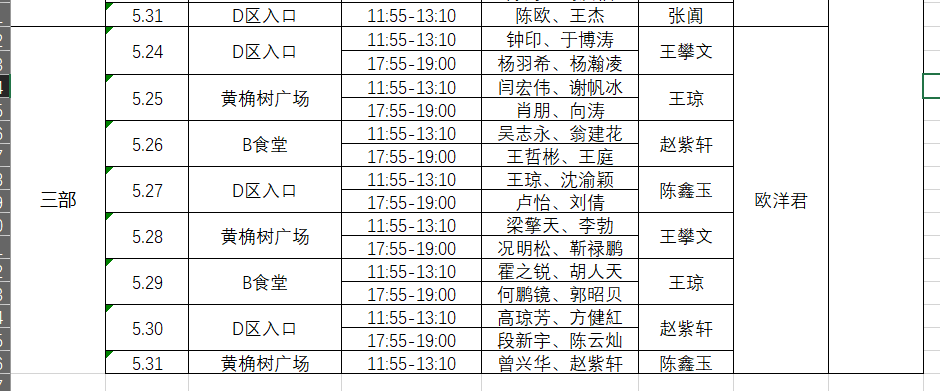 5.31 D区入口 11:55-13:10 陈欧、王杰 张阗
三部 欧洋君
5.24 D区入口 11:55-13:10 钟印、于博涛 王攀文
17:55-19:00 杨羽希、杨瀚凌
5.25 黄桷树广场 11:55-13:10 闫宏伟、谢帆冰 王琼
17:55-19:00 肖朋、向涛
5.26 B食堂 11:55-13:10 吴志永、翁建花 赵紫轩
17:55-19:00 王哲彬、王庭
5.27 D区入口 11:55-13:10 王琼、沈渝颖 陈鑫玉
17:55-19:00 卢怡、刘倩
5.28 黄桷树广场 11:55-13:10 梁擎天、李勃 王攀文
17:55-19:00 况明松、靳禄鹏
5.29 B食堂 11:55-13:10 霍之锐、胡人天 王琼
17:55-19:00 何鹏镜、郭昭贝
5.30 D区入口 11:55-13:10 高琼芳、方健紅 赵紫轩
17:55-19:00 段新宇、陈云灿
5.31 黄桷树广场 11:55-13:10 曾兴华、赵紫轩 陈鑫玉